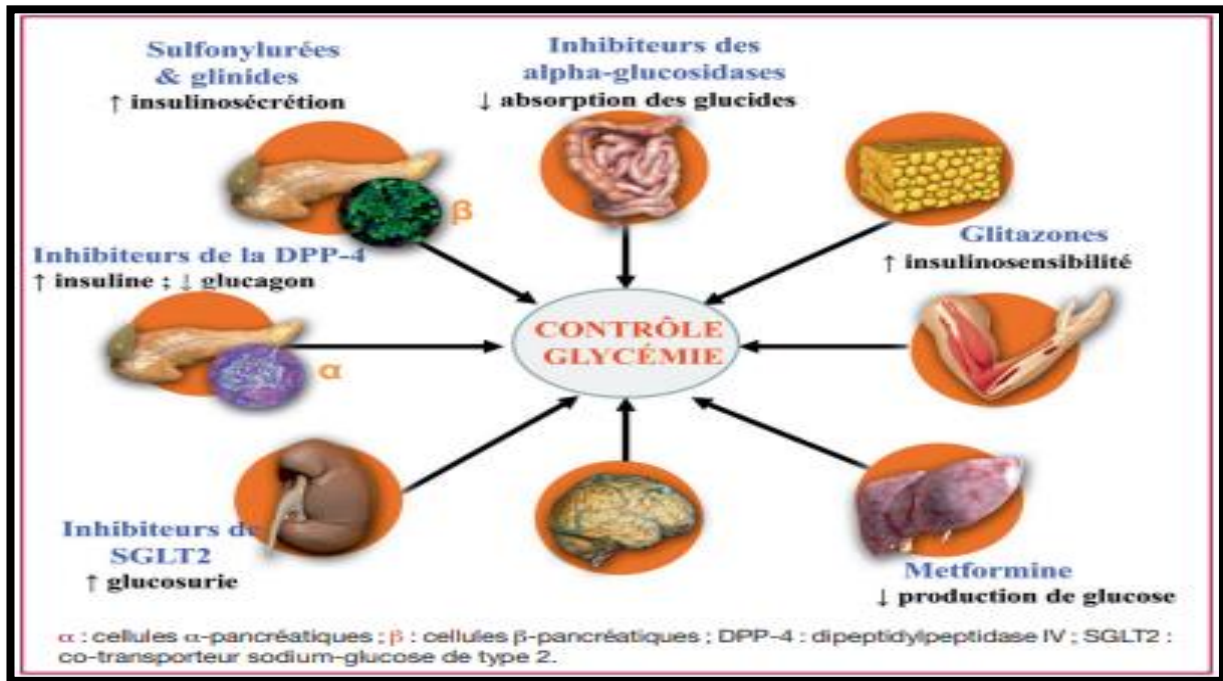 Sulfonylurées
& glinides
↑ insulinosécrétion
Inhibiteurs des
alpha-glucosidases
↓ absorption des glucides
β
Glitazones
↑ insulinosensibilité
Inhibiteurs de la DPP-4
↑ insuline ; ↓ glucagon
α
CONTRÔLE
GLYCÉMIE
Inhibiteurs de
SGLT2
↑ glucosurie
Metformine
↓ production de glucose
α : cellules α-pancréatiques ; β : cellules β-pancréatiques ; DPP-4 : dipeptidylpeptidase IV ; SGLT2 :
co-transporteur sodium-glucose de type 2.